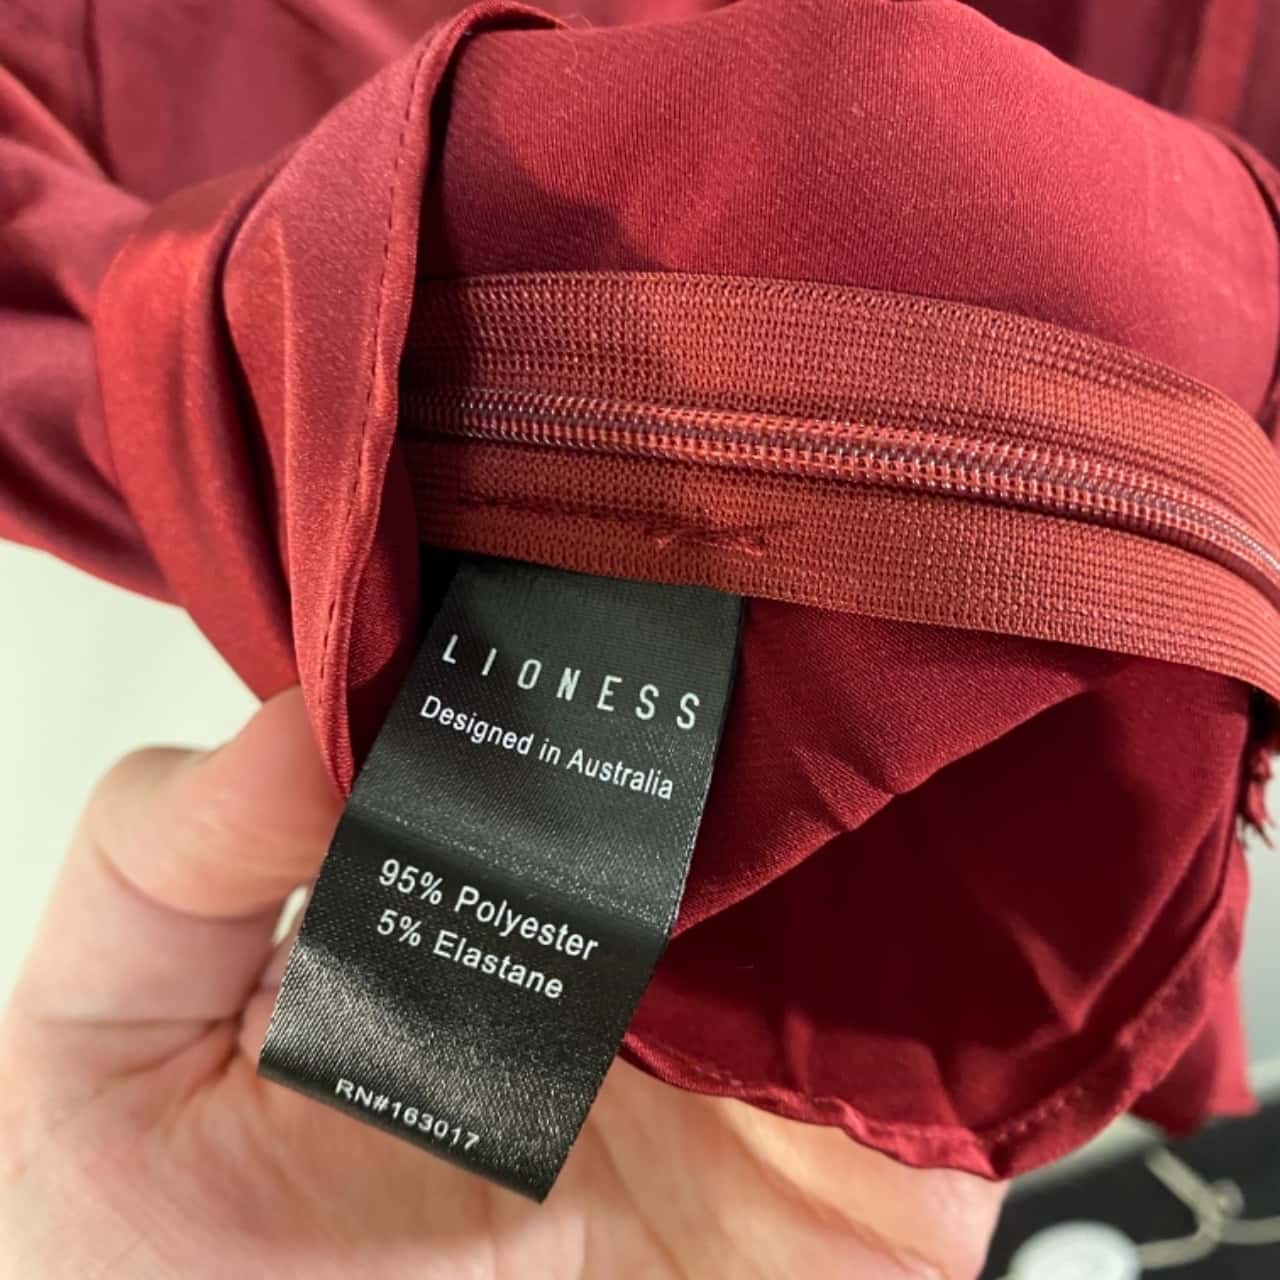 LIONESS
Designed in Australia
95% Polyester
5% Elastane
RN#163017